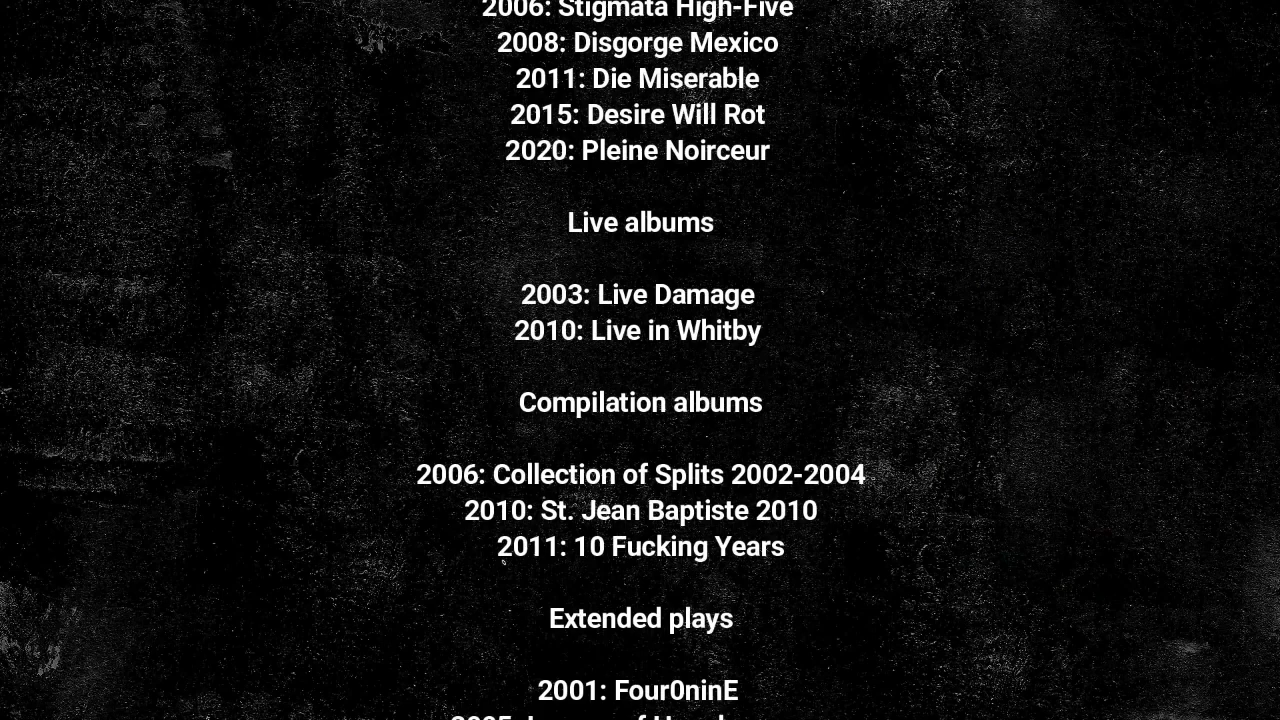 2006: Stigmata High-Five
2008: Disgorge Mexico
2011: Die Miserable
2015: Desire Will Rot
2020: Pleine Noirceur
Live albums
2003: Live Damage
2010: Live in Whitby
Compilation albums
2006: Collection of Splits 2002-2004
2010: St. Jean Baptiste 2010
2011: 10 Fucking Years
Extended plays
2001: Four0ninE